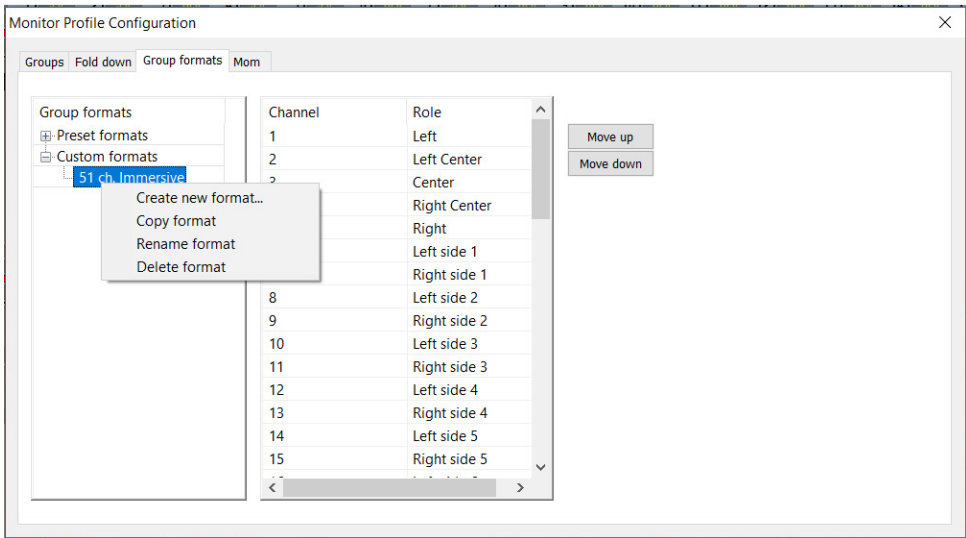 Monitor Profile Configuration
Groups Fold down Group formats Mom
Group formats
Preset formats
Custom formats
51 ch. Immersive
Create new format...
Copy format
Rename format
Delete format
Channel Role
1 Left
2 Left Center
3 Center
Right Center
Right
Left side 1
Right side 1
8 Left side 2
9 Right side 2
10 Left side 3
11 Right side 3
12 Left side 4
13 Right side 4
14 Left side 5
15 Right side 5
Move up
Move down